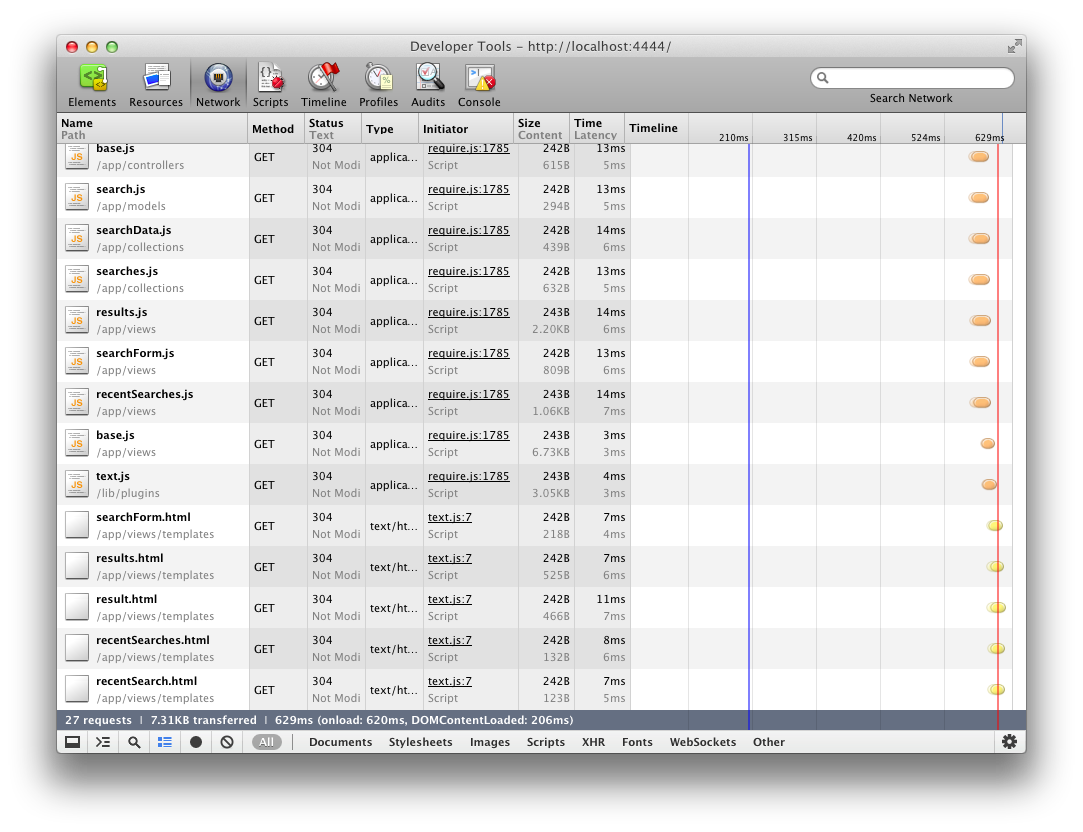 Developer Tools – http://localhost:4444/
Elements Resources Network Scripts Timeline Profiles Audits Console
Search Network
Name Path Method Status Text Type Initiator Size Content Time Latency Timeline 210ms 315ms 420ms 524ms 629ms
base.js GET 304 applica... require.js:1785 242B 13ms
/app/controllers Not Modi Script 615B 5ms
search.js GET 304 applica... require.js:1785 242B 13ms
/app/models Not Modi Script 294B 5ms
searchData.js GET 304 applica... require.js:1785 242B 14ms
/app/collections Not Modi Script 439B 6ms
searches.js GET 304 applica... require.js:1785 242B 13ms
/app/collections Not Modi Script 632B 5ms
results.js GET 304 applica... require.js:1785 243B 14ms
/app/views Not Modi Script 2.20KB 6ms
searchForm.js GET 304 applica... require.js:1785 242B 13ms
/app/views Not Modi Script 809B 6ms
recentSearches.js GET 304 applica... require.js:1785 243B 14ms
/app/views Not Modi Script 1.06KB 7ms
base.js GET 304 applica... require.js:1785 243B 3ms
/app/views Not Modi Script 6.73KB 3ms
text.js GET 304 applica... require.js:1785 243B 4ms
/lib/plugins Not Modi Script 3.05KB 3ms
searchForm.html GET 304 text/ht... text.js:7 242B 7ms
/app/views/templates Not Modi Script 218B 4ms
results.html GET 304 text/ht... text.js:7 242B 7ms
/app/views/templates Not Modi Script 525B 6ms
result.html GET 304 text/ht... text.js:7 242B 11ms
/app/views/templates Not Modi Script 466B 7ms
recentSearches.html GET 304 text/ht... text.js:7 242B 8ms
/app/views/templates Not Modi Script 132B 6ms
recentSearch.html GET 304 text/ht... text.js:7 242B 7ms
/app/views/templates Not Modi Script 123B 5ms
27 requests | 7.31KB transferred | 629ms (onload: 620ms, DOMContentLoaded: 206ms)
All Documents Stylesheets Images Scripts XHR Fonts WebSockets Other